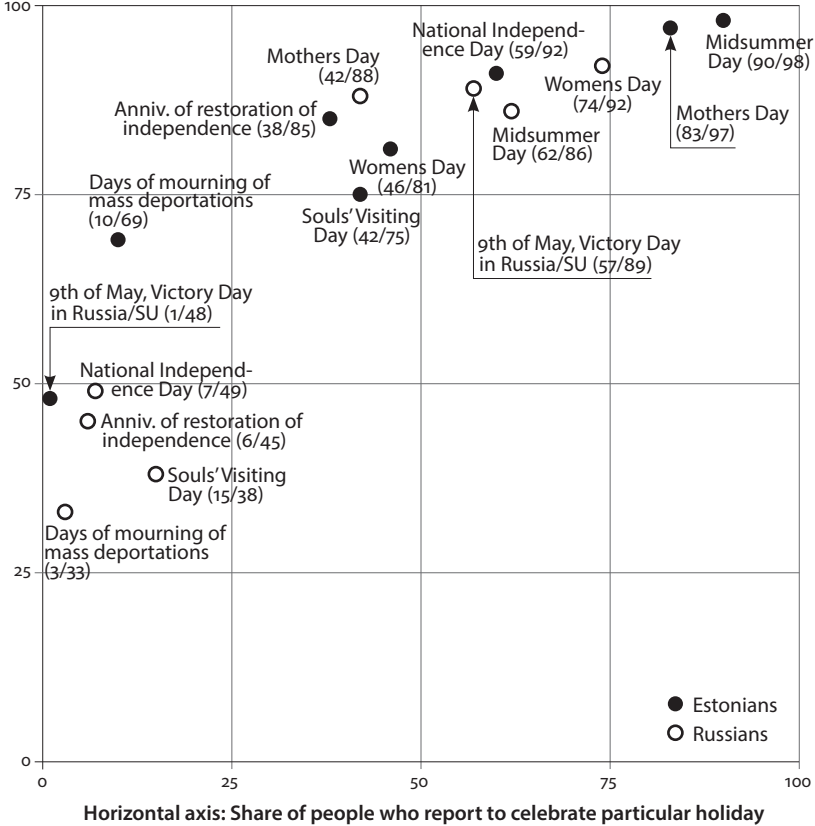 100
National Independ-
ence Day (59/92)
Midsummer
Day (90/98)
Mothers Day
(42/88)
Womens Day
(74/92)
Anniv. of restoration of
independence (38/85)
Mothers Day
(83/97)
Midsummer
Day (62/86)
Womens Day
(46/81)
Days of mourning of
mass deportations
(10/69)
75
Souls' Visiting
Day (42/75)
9th of May, Victory Day
in Russia/SU (57/89)
9th of May, Victory Day
in Russia/SU (1/48)
National Independ-
ence Day (7/49)
50
Anniv. of restoration of
independence (6/45)
Souls' Visiting
Day (15/38)
Days of mourning of
mass deportations
(3/33)
25
Estonians
Russians
0
0 25 50 75 100
Horizontal axis: Share of people who report to celebrate particular holiday